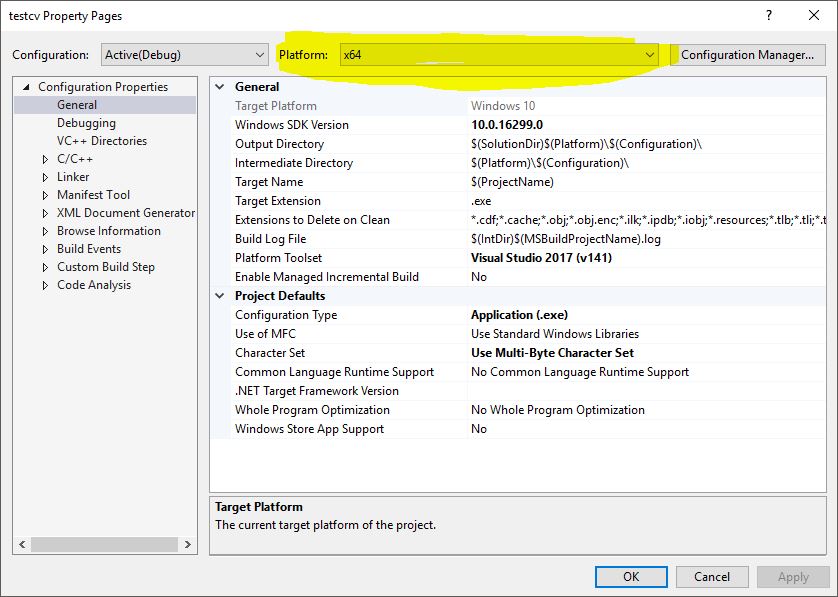 testcv Property Pages ?
Configuration: Active(Debug) Platform: x64 Configuration Manager...
Configuration Properties
General
Debugging
VC++ Directories
C/C++
Linker
Manifest Tool
XML Document Generator
Browse Information
Build Events
Custom Build Step
Code Analysis
General
Target Platform Windows 10
Windows SDK Version 10.0.16299.0
Output Directory $(SolutionDir)$(Platform)\$(Configuration)\
Intermediate Directory $(Platform)\$(Configuration)\
Target Name $(ProjectName)
Target Extension .exe
Extensions to Delete on Clean *.cdf;*.cache;*.obj;*.obj.enc;*.ilk;*.ipdb;*.iobj;*.resources;*.tlb;*.tli;*.t
Build Log File $(IntDir)$(MSBuildProjectName).log
Platform Toolset Visual Studio 2017 (v141)
Enable Managed Incremental Build No
Project Defaults
Configuration Type Application (.exe)
Use of MFC Use Standard Windows Libraries
Character Set Use Multi-Byte Character Set
Common Language Runtime Support No Common Language Runtime Support
.NET Target Framework Version
Whole Program Optimization No Whole Program Optimization
Windows Store App Support No
Target Platform
The current target platform of the project.
OK Cancel Apply